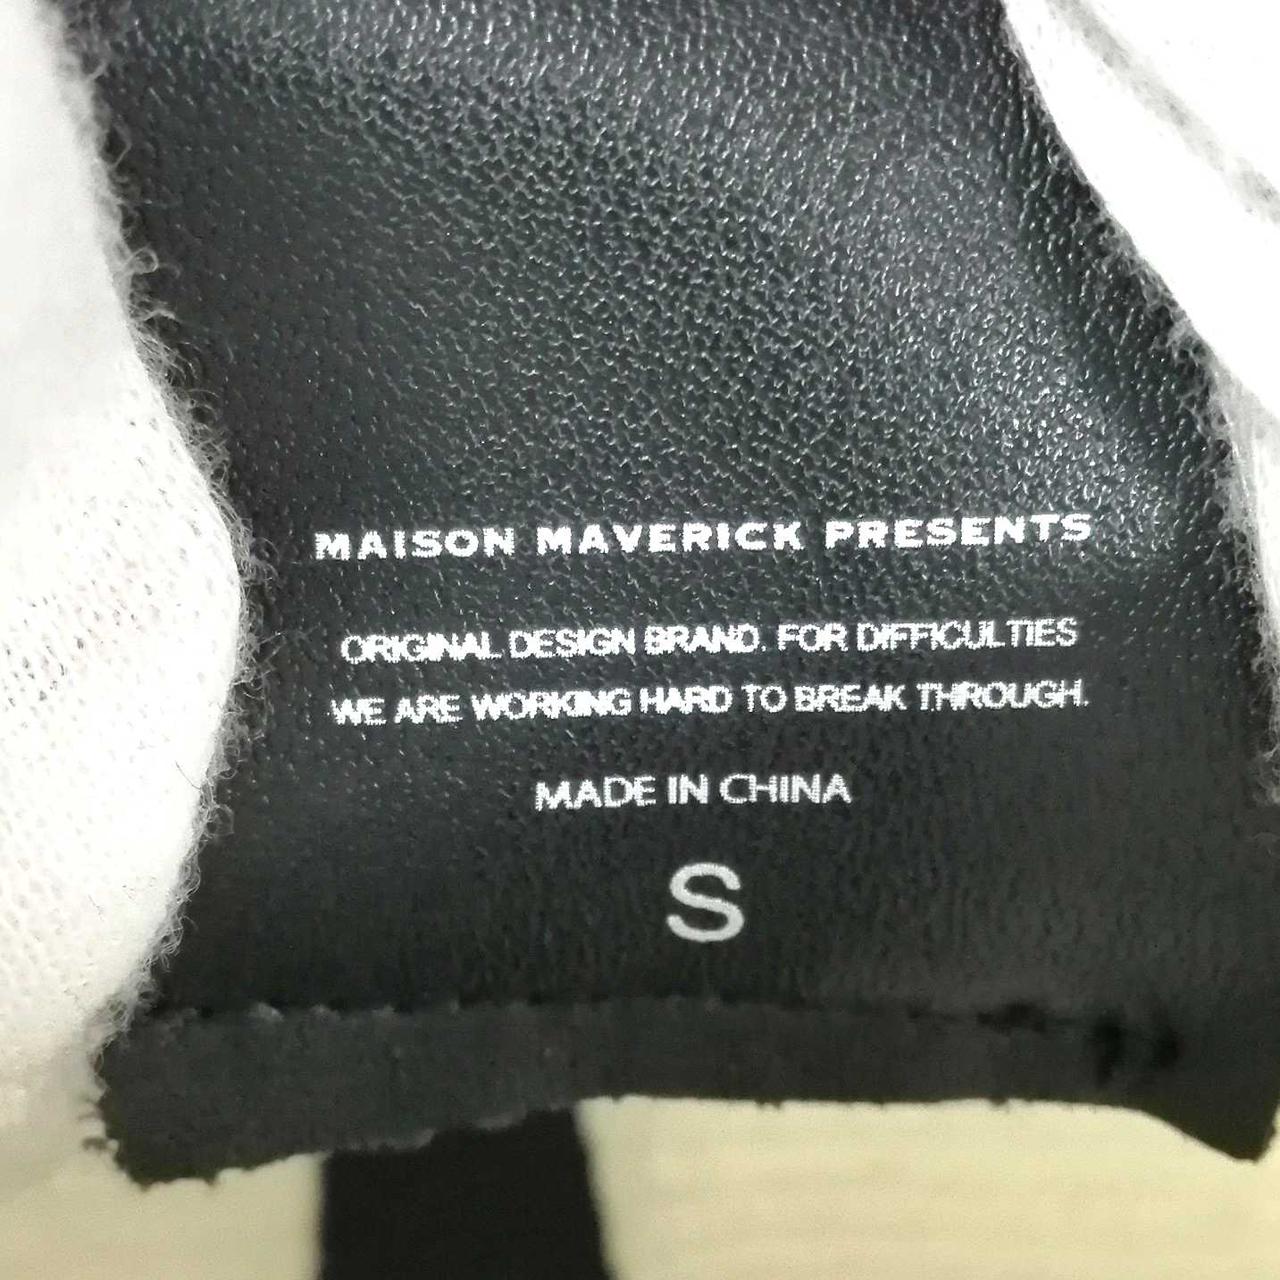 MAISON MAVERICK PRESENTS
ORIGINAL DESIGN BRAND. FOR DIFFICULTIES
WE ARE WORKING HARD TO BREAK THROUGH.
MADE IN CHINA
S